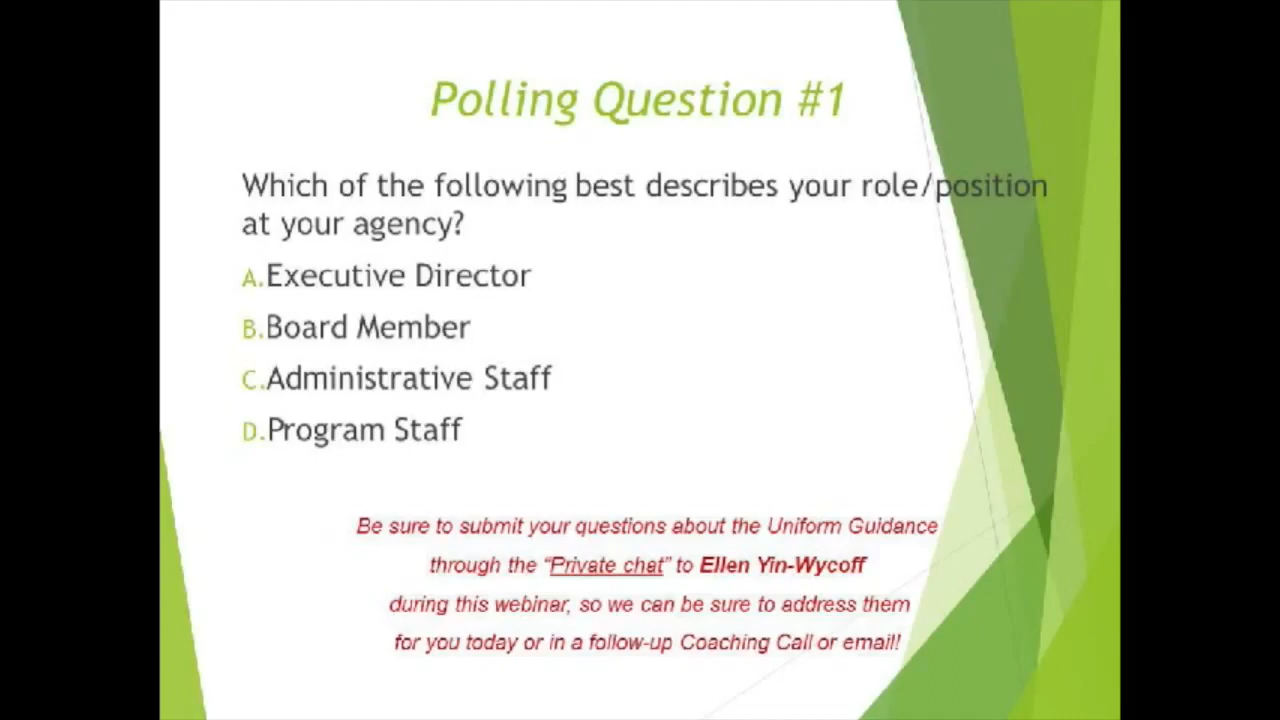 Polling Question #1
Which of the following best describes your role/position
at your agency?
A.Executive Director
B.Board Member
C.Administrative Staff
D.Program Staff
Be sure to submit your questions about the Uniform Guidance
through the “Private chat” to Ellen Yin-Wycoff
during this webinar, so we can be sure to address them
for you today or in a follow-up Coaching Call or email!